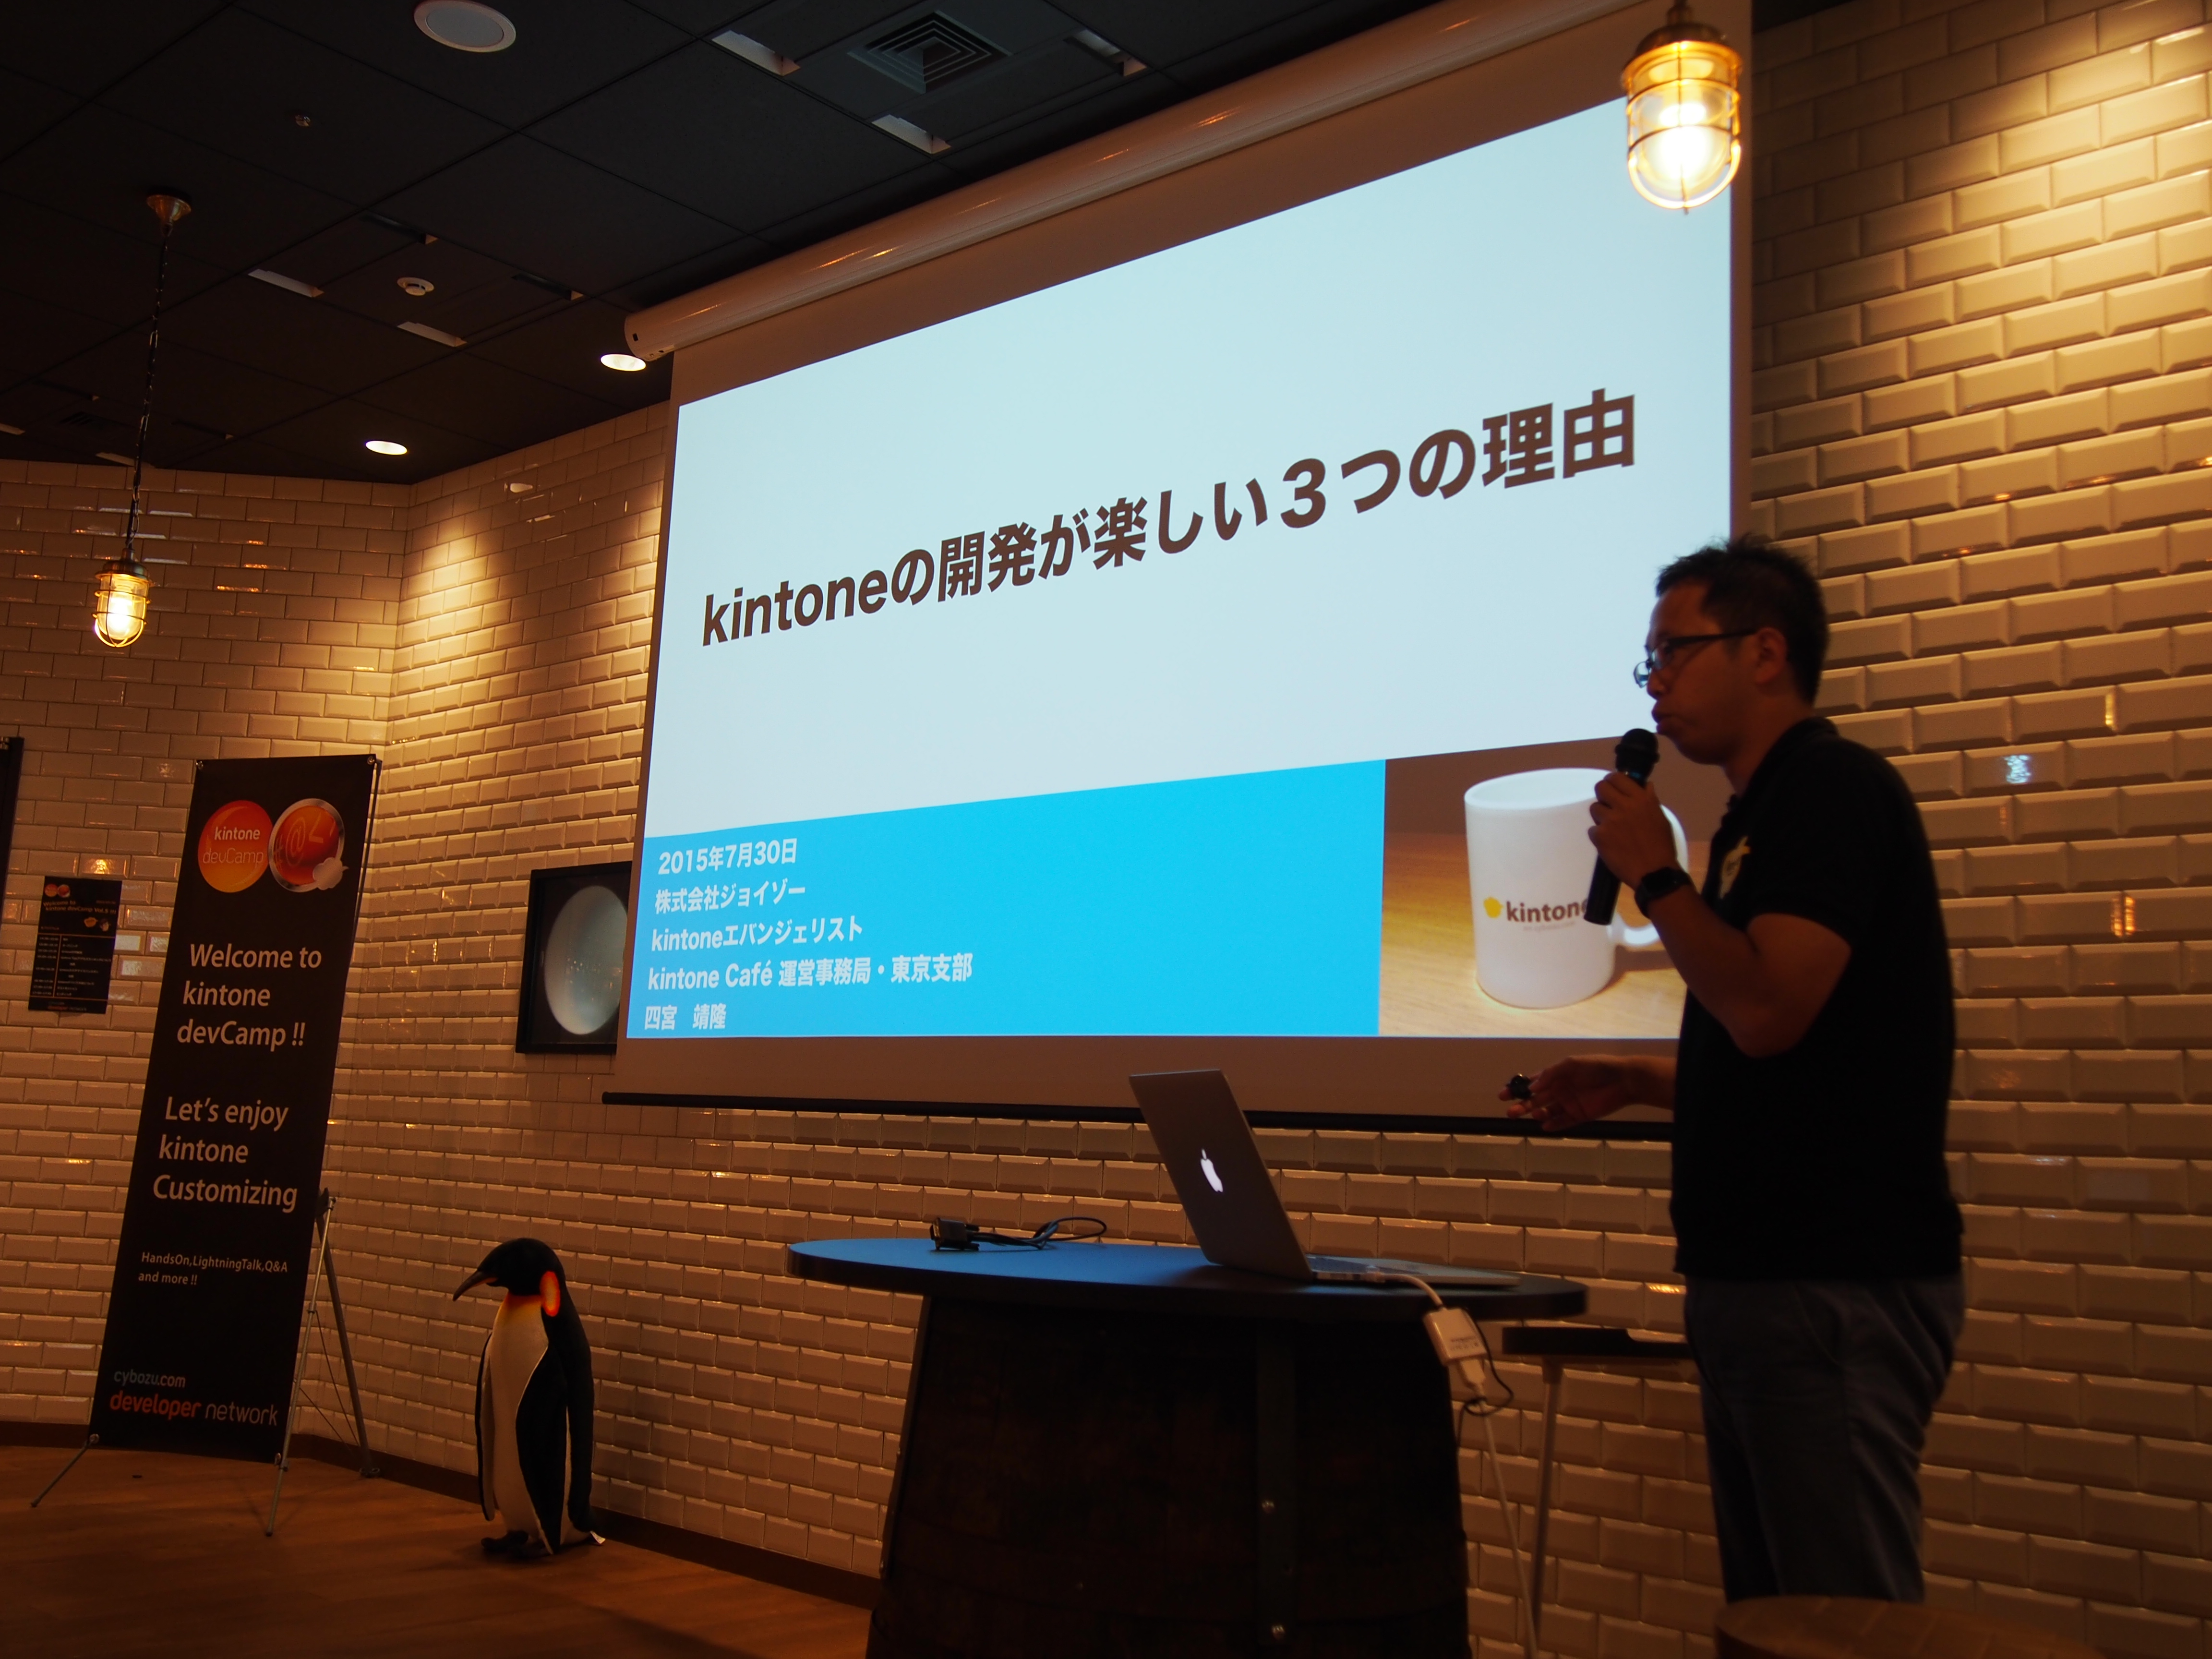 kintoneの開発が楽しい３つの理由
2015年7月30日
株式会社ジョイゾー
kintoneエバンジェリスト
kintone Café 運営事務局・東京支部
四宮　靖隆
kintone
kintone
devCamp
Welcome to
kintone
devCamp !!
Let's enjoy
kintone
Customizing
HandsOn,LightningTalk,Q&A
and more !!
cybozu.com
developer network
Welcome to